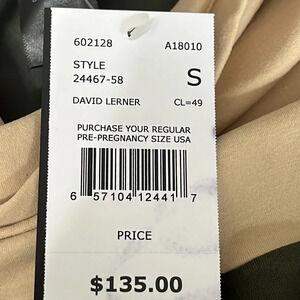 602128 A18010
STYLE S
24467-58
DAVID LERNER CL=49
PURCHASE YOUR REGULAR
PRE-PREGNANCY SIZE USA
6 57104 12441 7
PRICE
$135.00